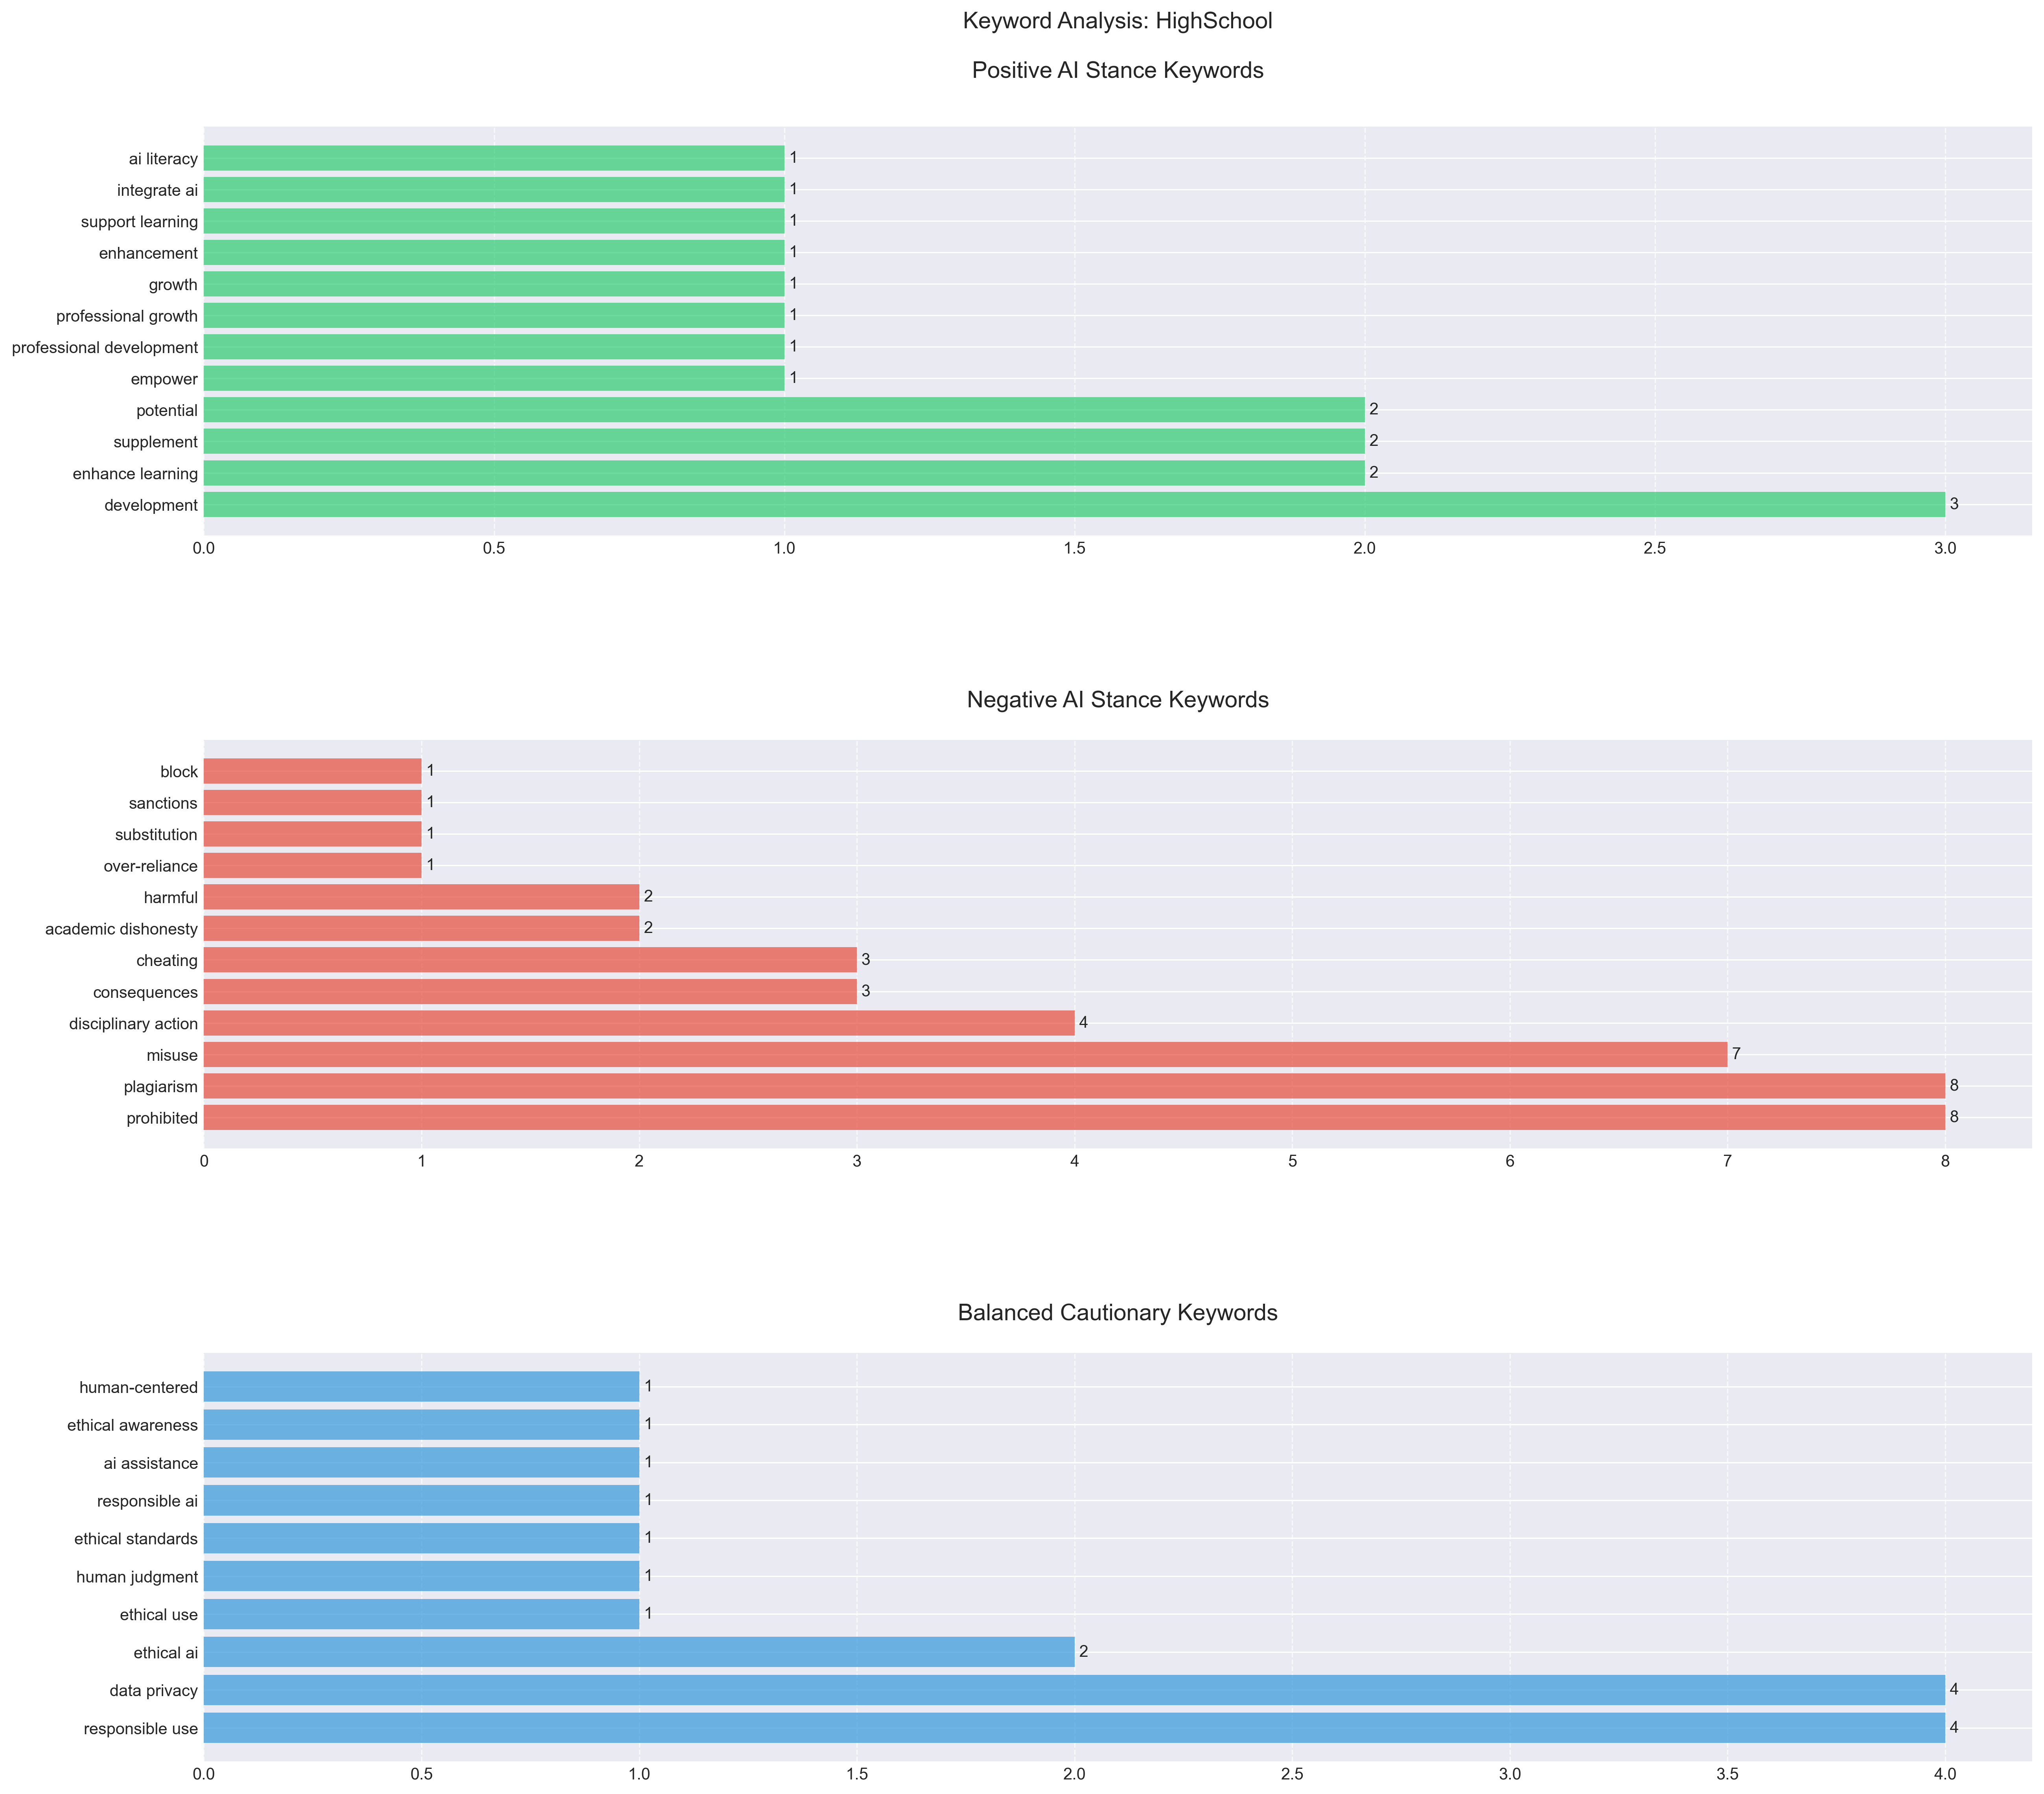 Keyword Analysis: HighSchool
Positive AI Stance Keywords
ai literacy 1
integrate ai 1
support learning 1
enhancement 1
growth 1
professional growth 1
professional development 1
empower 1
potential 2
supplement 2
enhance learning 2
development 3
0.0 0.5 1.0 1.5 2.0 2.5 3.0
Negative AI Stance Keywords
block 1
sanctions 1
substitution 1
over-reliance 1
harmful 2
academic dishonesty 2
cheating 3
consequences 3
disciplinary action 4
misuse 7
plagiarism 8
prohibited 8
0 1 2 3 4 5 6 7 8
Balanced Cautionary Keywords
human-centered 1
ethical awareness 1
ai assistance 1
responsible ai 1
ethical standards 1
human judgment 1
ethical use 1
ethical ai 2
data privacy 4
responsible use 4
0.0 0.5 1.0 1.5 2.0 2.5 3.0 3.5 4.0